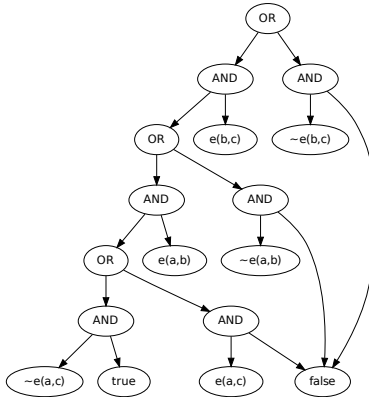 OR
AND AND
OR e(b,c) ~e(b,c)
AND AND
OR e(a,b) ~e(a,b)
AND AND
~e(a,c) true e(a,c) false